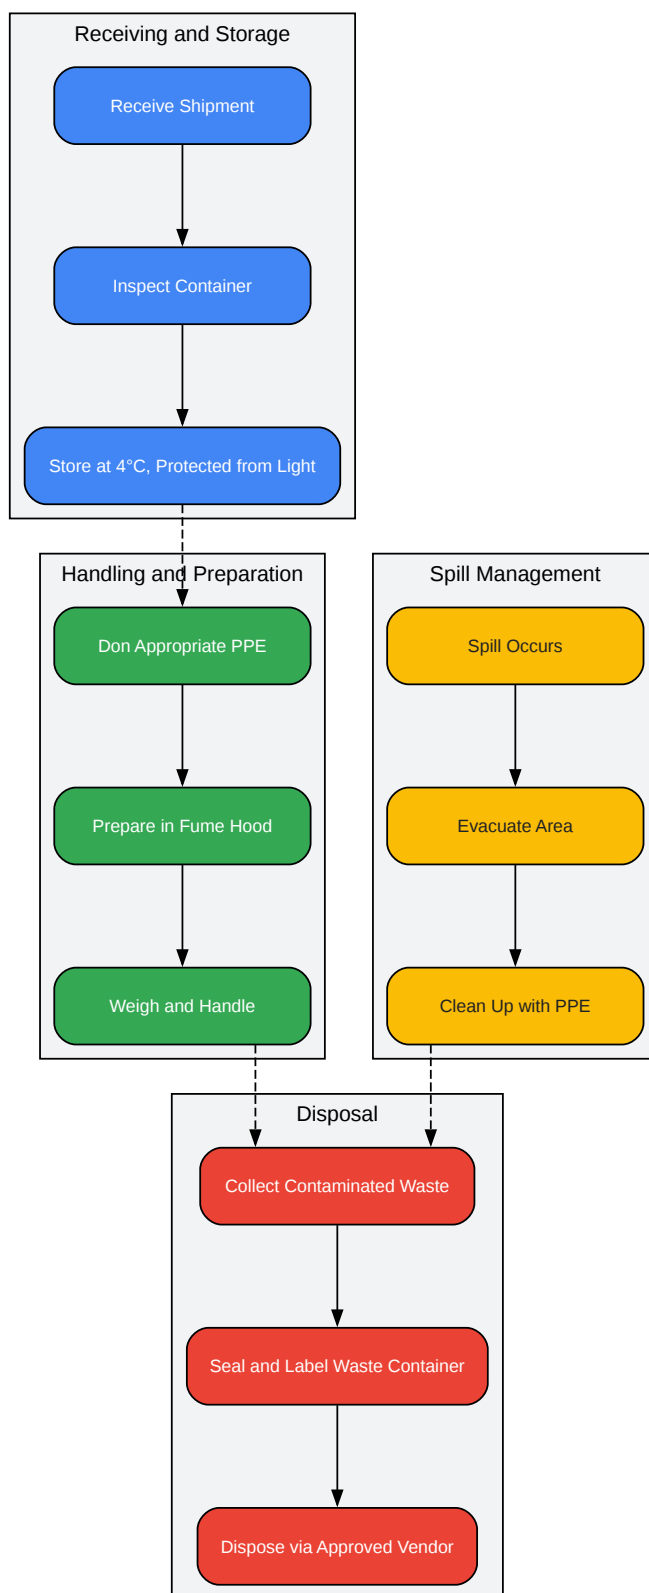 Receiving and Storage
Receive Shipment
Inspect Container
Store at 4°C, Protected from Light
Handling and Preparation
Don Appropriate PPE
Prepare in Fume Hood
Weigh and Handle
Spill Management
Spill Occurs
Evacuate Area
Clean Up with PPE
Disposal
Collect Contaminated Waste
Seal and Label Waste Container
Dispose via Approved Vendor